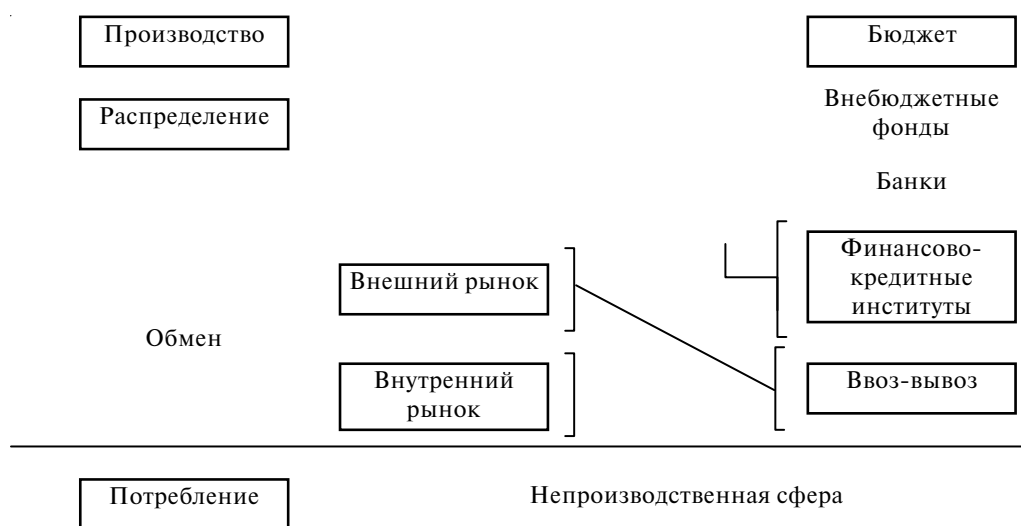 Производство
Бюджет
Распределение
Внебюджетные
фонды
Банки
Финансово-
кредитные
институты
Внешний рынок
Обмен
Внутренний
рынок
Ввоз-вывоз
Потребление
Непроизводственная сфера